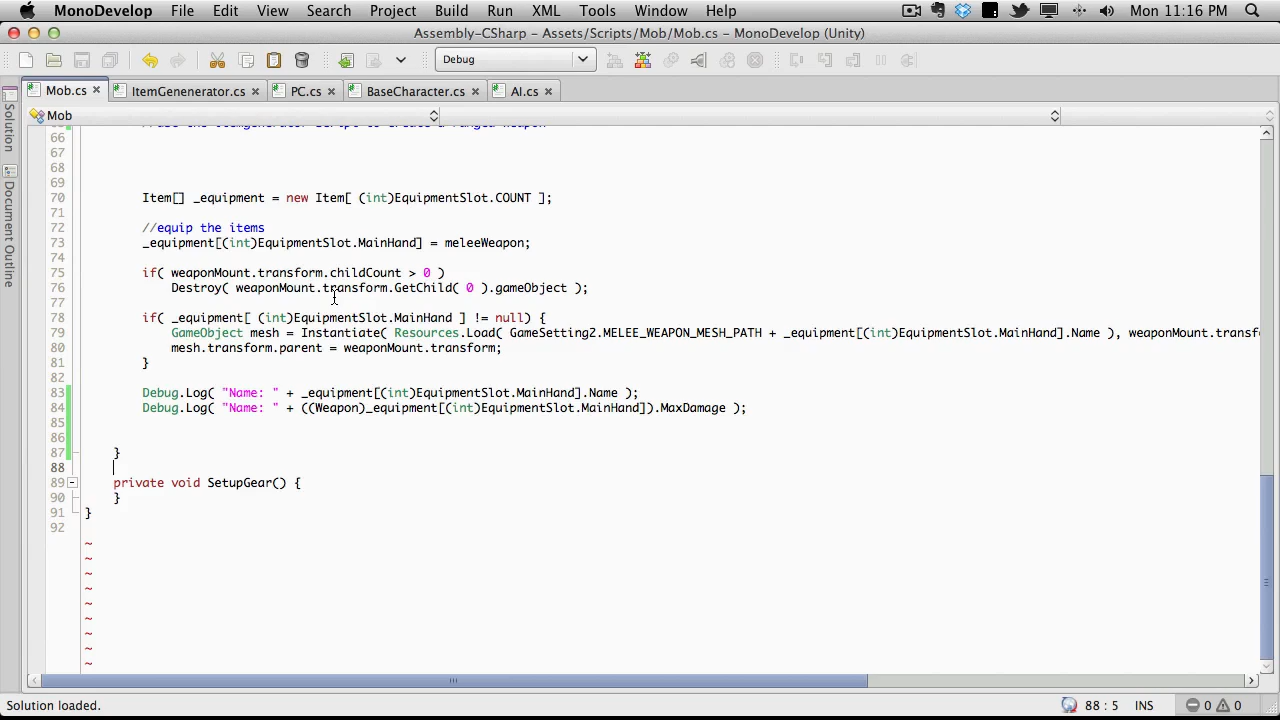 MonoDevelop File Edit View Search Project Build Run XML Tools Window Help Mon 11:16 PM
Assembly-CSharp - Assets/Scripts/Mob/Mob.cs - MonoDevelop (Unity)
Debug
Mob.cs ItemGenenerator.cs PC.cs BaseCharacter.cs AI.cs
Mob
Solution
Document Outline
66
67
68
69
70 Item[] _equipment = new Item[ (int)EquipmentSlot.COUNT ];
71
72 //equip the items
73 _equipment[(int)EquipmentSlot.MainHand] = meleeWeapon;
74
75 if( weaponMount.transform.childCount > 0 )
76 Destroy( weaponMount.transform.GetChild( 0 ).gameObject );
77
78 if( _equipment[ (int)EquipmentSlot.MainHand ] != null) {
79 GameObject mesh = Instantiate( Resources.Load( GameSetting2.MELEE_WEAPON_MESH_PATH + _equipment[(int)EquipmentSlot.MainHand].Name ), weaponMount.transf
80 mesh.transform.parent = weaponMount.transform;
81 }
82
83 Debug.Log( "Name: " + _equipment[(int)EquipmentSlot.MainHand].Name );
84 Debug.Log( "Name: " + ((Weapon)_equipment[(int)EquipmentSlot.MainHand]).MaxDamage );
85
86
87 }
88
89 private void SetupGear() {
90 }
91 }
92
~
~
~
~
~
~
~
~
~
Solution loaded. 88 : 5 INS 0 0